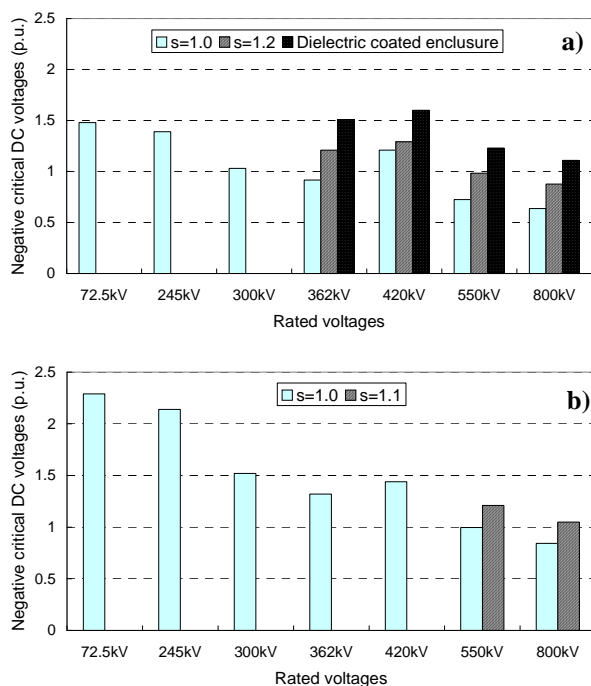 2.5
2
1.5
1
0.5
0
Negative critical DC voltages (p.u.)
s=1.0 s=1.2 Dielectric coated enclusure
a)
72.5kV 245kV 300kV 362kV 420kV 550kV 800kV
Rated voltages
2.5
2
1.5
1
0.5
0
Negative critical DC voltages (p.u.)
s=1.0 s=1.1
b)
72.5kV 245kV 300kV 362kV 420kV 550kV 800kV
Rated voltages